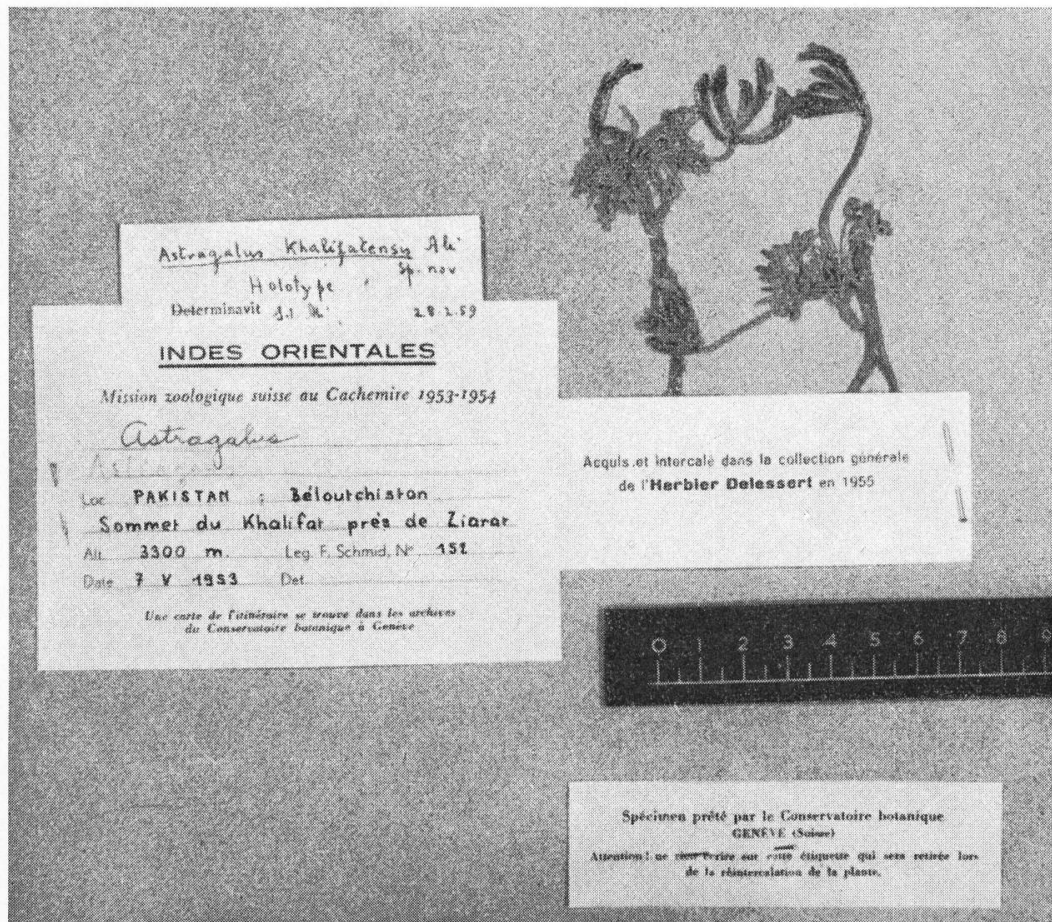 Astragalus Khalifatensis Ali
Sp. nov
Holotype
Determinavit S.I. Ali 28.2.59
INDES ORIENTALES
Mission zoologique suisse au Cachemire 1953-1954
Astragalus
Astragalus
Loc PAKISTAN : Béloutchistan
Sommet du Khalifat près de Ziarat
Alt. 3300 m. Leg. F. Schmid, N° 152
Date 7 V 1953 Det.
Une carte de l'itinéraire se trouve dans les archives
du Conservatoire botanique à Genève
Acquis et intercalé dans la collection générale
de l'Herbier Delessert en 1955
0 1 2 3 4 5 6 7 8 9
Spécimen prêté par le Conservatoire botanique
GENÈVE (Suisse)
Attention! ne rien écrire sur cette étiquette qui sera retirée lors
de la réintercalation de la plante.